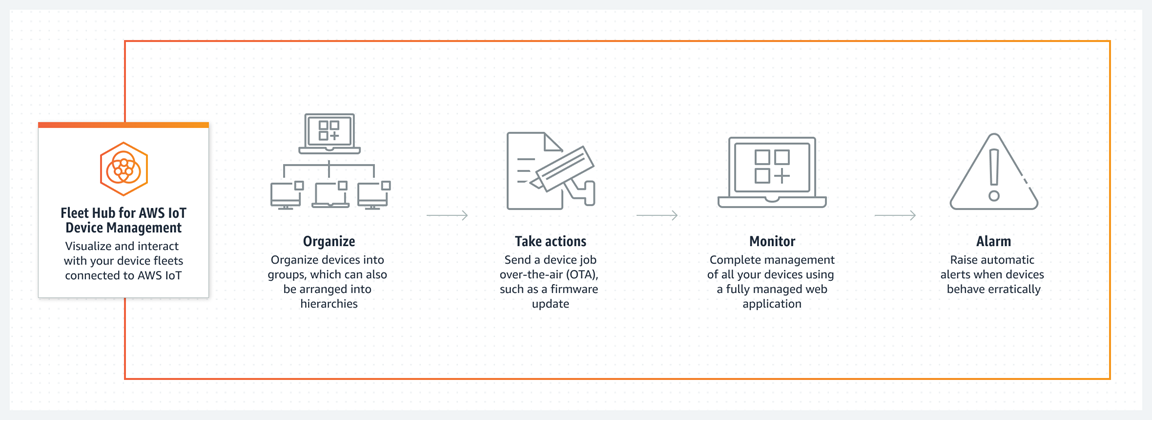 Fleet Hub for AWS IoT
Device Management
Visualize and interact
with your device fleets
connected to AWS IoT
Organize
Organize devices into
groups, which can also
be arranged into
hierarchies
Take actions
Send a device job
over-the-air (OTA),
such as a firmware
update
Monitor
Complete management
of all your devices using
a fully managed web
application
Alarm
Raise automatic
alerts when devices
behave erratically